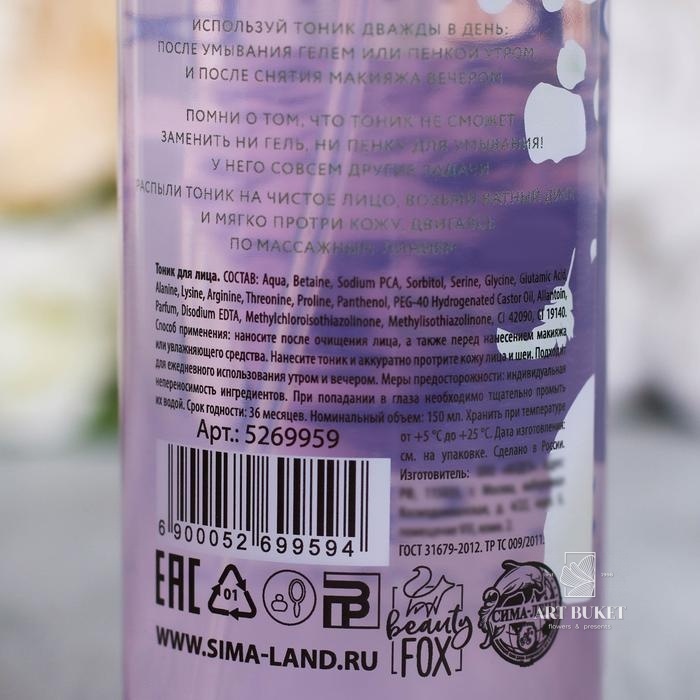 ИСПОЛЬЗУЙ ТОНИК ДВАЖДЫ В ДЕНЬ:
ПОСЛЕ УМЫВАНИЯ ГЕЛЕМ ИЛИ ПЕНКОЙ УТРОМ
И ПОСЛЕ СНЯТИЯ МАКИЯЖА ВЕЧЕРОМ
ПОМНИ О ТОМ, ЧТО ТОНИК НЕ СМОЖЕТ
ЗАМЕНИТЬ НИ ГЕЛЬ, НИ ПЕНКУ ДЛЯ УМЫВАНИЯ!
У НЕГО СОВСЕМ ДРУГИЕ ЗАДАЧИ
РАСПЫЛИ ТОНИК НА ЧИСТОЕ ЛИЦО, ВОЗЬМИ ВАТНЫЙ ДИСК
И МЯГКО ПРОТРИ КОЖУ, ДВИГАЯСЬ
ПО МАССАЖНЫМ ЛИНИЯМ
Тоник для лица. СОСТАВ: Aqua, Betaine, Sodium PCA, Sorbitol, Serine, Glycine, Glutamic Acid,
Alanine, Lysine, Arginine, Threonine, Proline, Panthenol, PEG-40 Hydrogenated Castor Oil, Allantoin,
Parfum, Disodium EDTA, Methylchloroisothiazolinone, Methylisothiazolinone, CI 42090, CI 19140.
Способ применения: нанесите после очищения лица, а также перед нанесением макияжа
или увлажняющего средства. Нанесите тоник и аккуратно протрите кожу лица и шеи. Подходит
для ежедневного использования утром и вечером. Меры предосторожности: индивидуальная
непереносимость ингредиентов. При попадании в глаза необходимо тщательно промыть
их водой. Срок годности: 36 месяцев. Номинальный объем: 150 мл. Хранить при температуре
от +5 °C до +25 °C. Дата изготовления:
см. на упаковке. Сделано в России.
Изготовитель:
ГОСТ 31679-2012. ТР ТС 009/2011
Арт.: 5269959
6 900052 699594
EAC
01
РБ
beauty
FOX
СИМА-
ART BUKET
flowers & presents
WWW.SIMA-LAND.RU